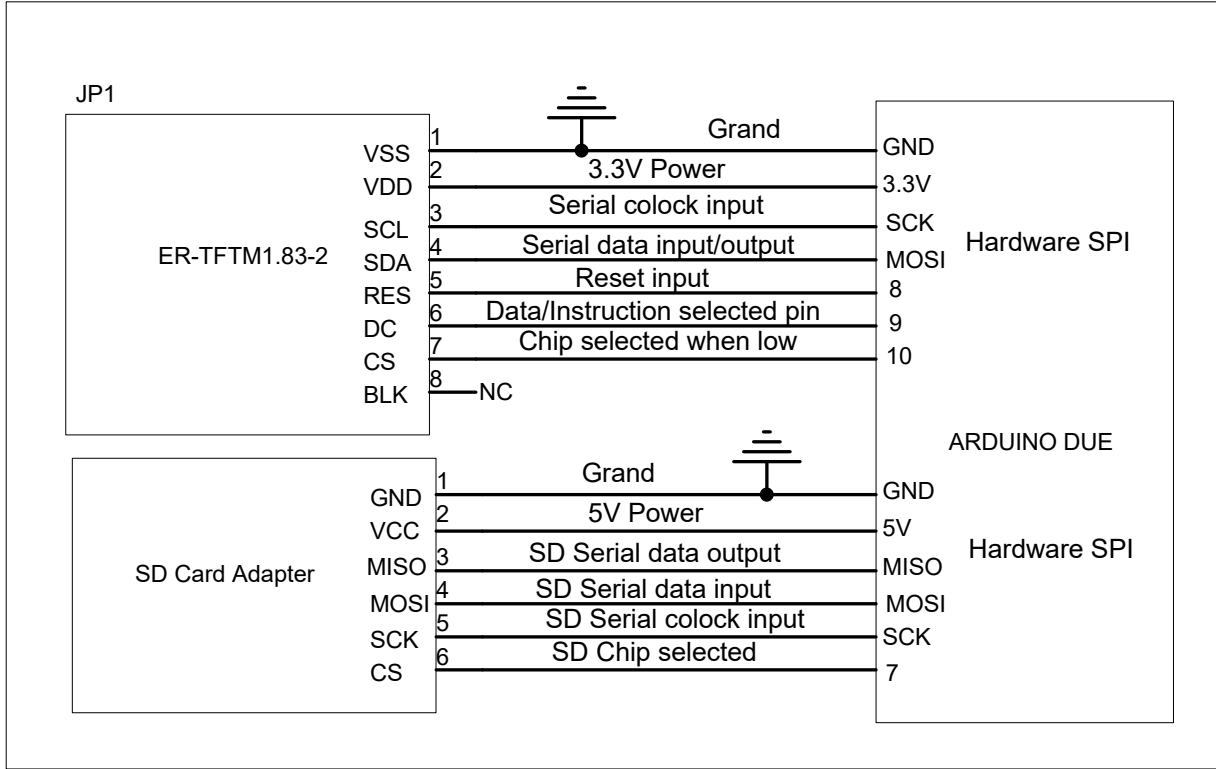 JP1
ER-TFTM1.83-2
VSS 1 Grand GND
VDD 2 3.3V Power 3.3V
SCL 3 Serial colock input SCK
SDA 4 Serial data input/output MOSI
RES 5 Reset input 8
DC 6 Data/Instruction selected pin 9
CS 7 Chip selected when low 10
BLK 8 NC
Hardware SPI
ARDUINO DUE
SD Card Adapter
GND 1 Grand GND
VCC 2 5V Power 5V
MISO 3 SD Serial data output MISO
MOSI 4 SD Serial data input MOSI
SCK 5 SD Serial colock input SCK
CS 6 SD Chip selected 7
Hardware SPI